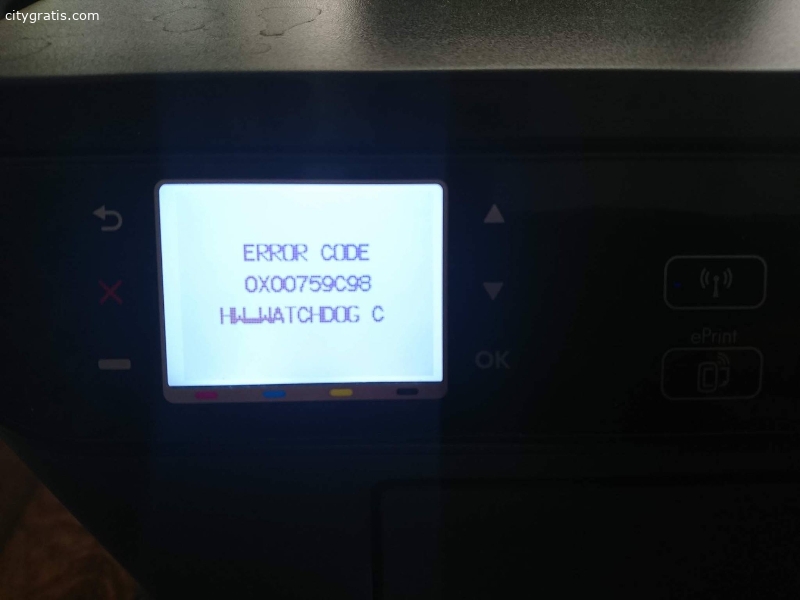 citygratis.com
ERROR CODE
0X00759C98
HW_WATCHDOG C
OK
ePrint